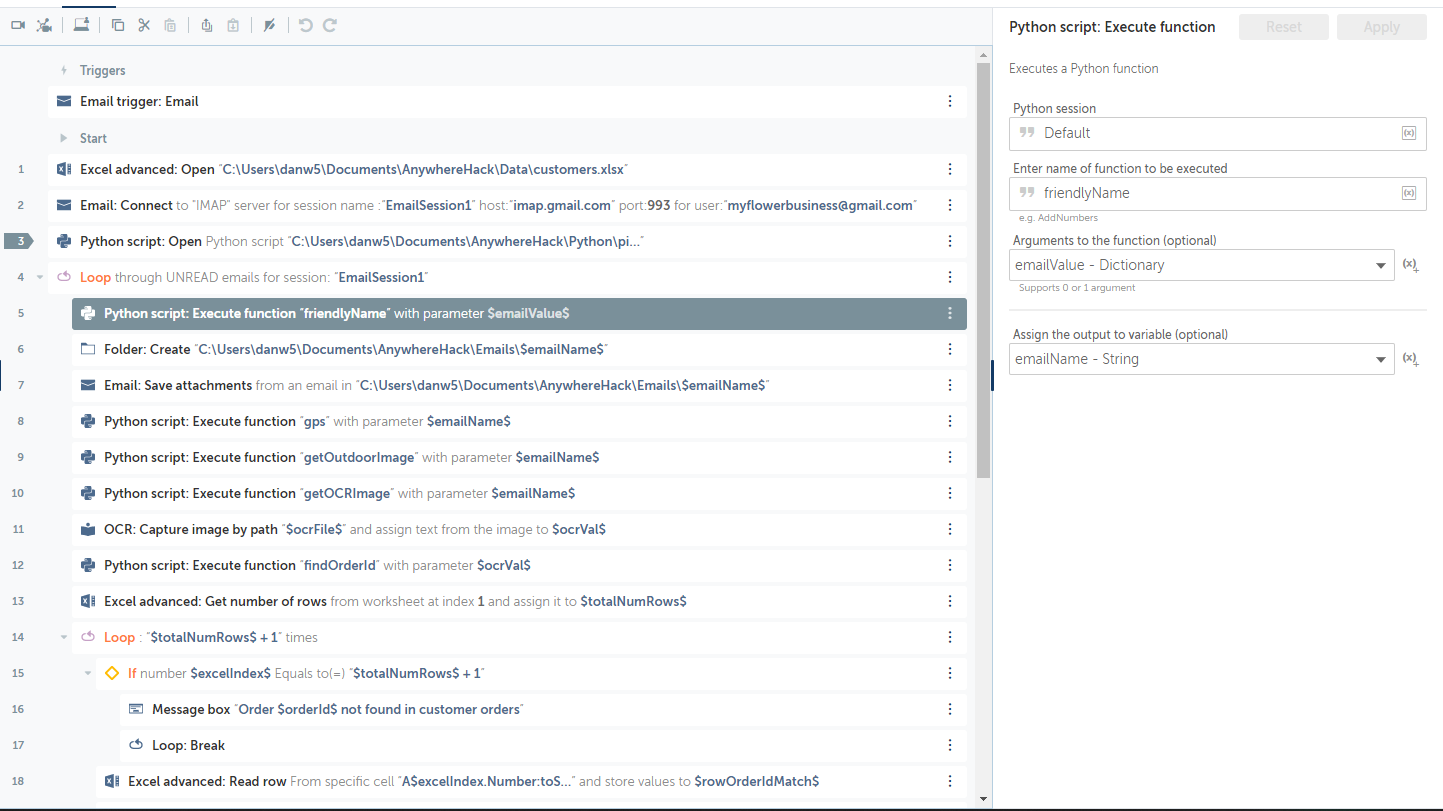 Triggers
Email trigger: Email
Start
1 Excel advanced: Open "C:\Users\danw5\Documents\AnywhereHack\Data\customers.xlsx"
2 Email: Connect to "IMAP" server for session name :"EmailSession1" host:"imap.gmail.com" port:993 for user:"myflowerbusiness@gmail.com"
3 Python script: Open Python script "C:\Users\danw5\Documents\AnywhereHack\Python\pi..."
4 Loop through UNREAD emails for session: "EmailSession1"
5 Python script: Execute function "friendlyName" with parameter $emailValue$
6 Folder: Create "C:\Users\danw5\Documents\AnywhereHack\Emails\$emailName$"
7 Email: Save attachments from an email in "C:\Users\danw5\Documents\AnywhereHack\Emails\$emailName$"
8 Python script: Execute function "gps" with parameter $emailName$
9 Python script: Execute function "getOutdoorImage" with parameter $emailName$
10 Python script: Execute function "getOCRImage" with parameter $emailName$
11 OCR: Capture image by path "$ocrFile$" and assign text from the image to $ocrVal$
12 Python script: Execute function "findOrderId" with parameter $ocrVal$
13 Excel advanced: Get number of rows from worksheet at index 1 and assign it to $totalNumRows$
14 Loop : "$totalNumRows$ + 1" times
15 If number $excelIndex$ Equals to(=) "$totalNumRows$ + 1"
16 Message box "Order $orderId$ not found in customer orders"
17 Loop: Break
18 Excel advanced: Read row From specific cell "A$excelIndex.Number:toS..." and store values to $rowOrderIdMatch$
Python script: Execute function
Reset
Apply
Executes a Python function
Python session
Default
(x)
Enter name of function to be executed
friendlyName
(x)
e.g. AddNumbers
Arguments to the function (optional)
emailValue - Dictionary
(x)+
Supports 0 or 1 argument
Assign the output to variable (optional)
emailName - String
(x)+